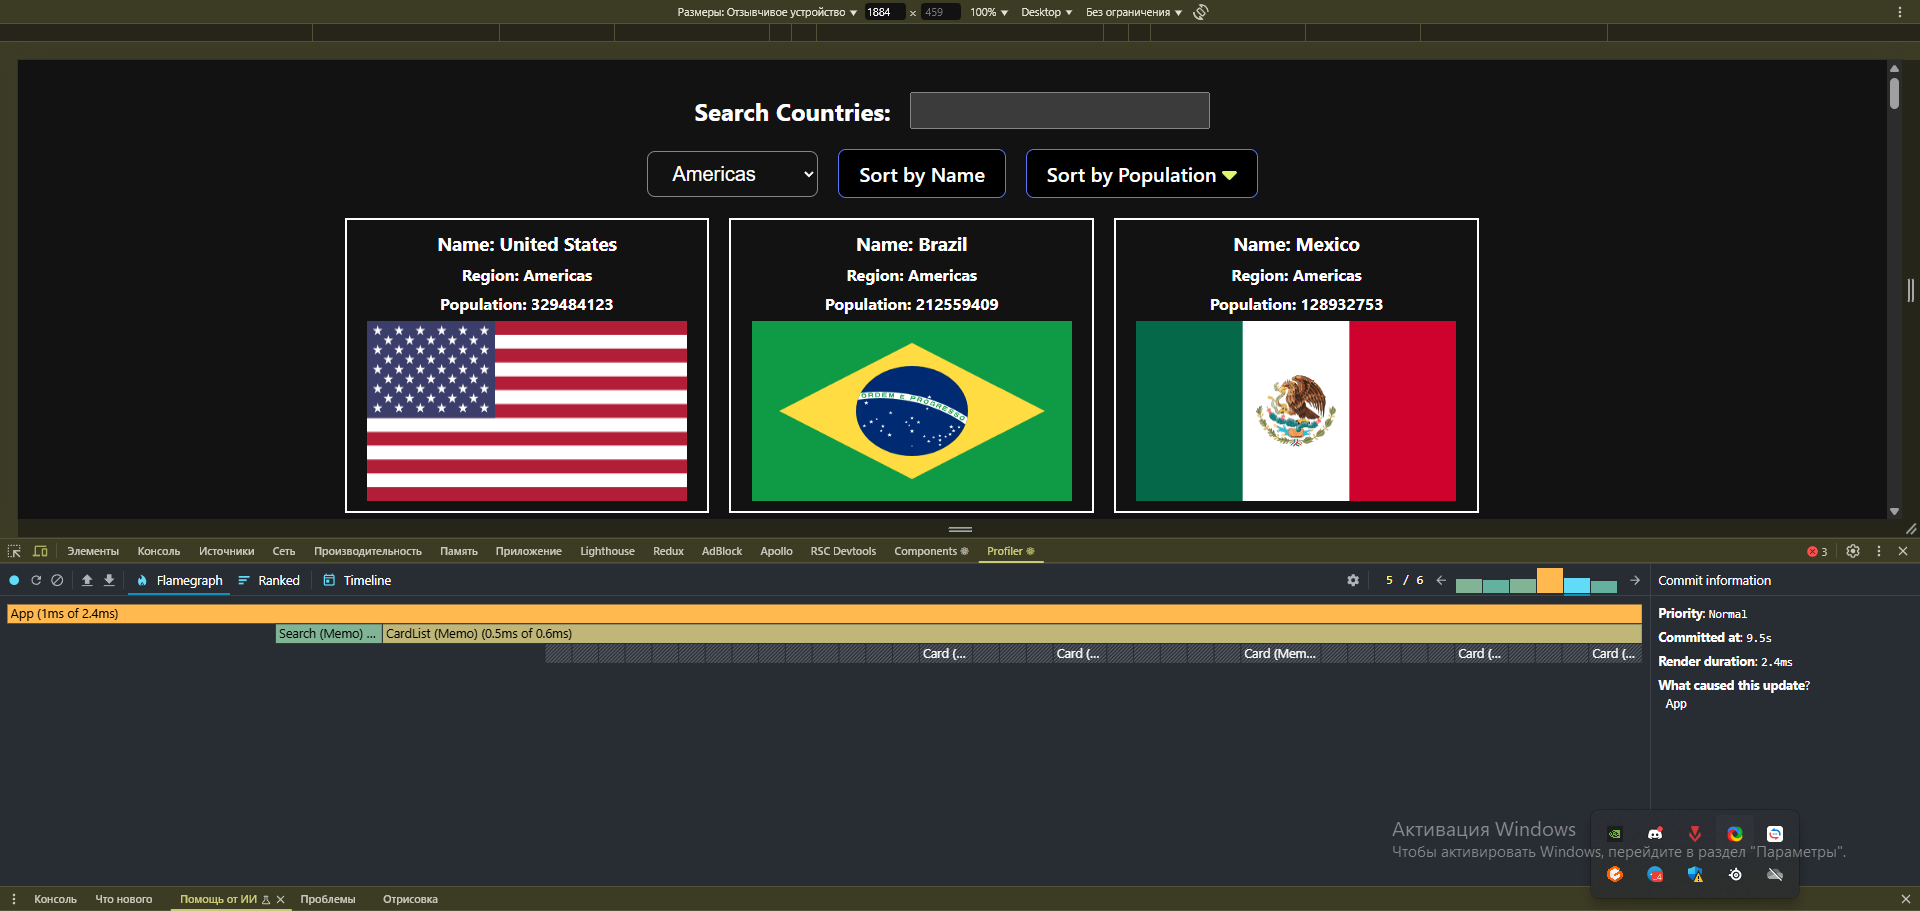 Размеры: Отзывчивое устройство 1884 × 459 100% Desktop Без ограничения
Search Countries:
Americas Sort by Name Sort by Population
Name: United States
Region: Americas
Population: 329484123
Name: Brazil
Region: Americas
Population: 212559409
ORDEM E PROGRESSO
Name: Mexico
Region: Americas
Population: 128932753
Элементы Консоль Источники Сеть Производительность Память Приложение Lighthouse Redux AdBlock Apollo RSC Devtools Components Profiler 3
Flamegraph Ranked Timeline 5 / 6 Commit information
App (1ms of 2.4ms)
Search (Memo) ... CardList (Memo) (0.5ms of 0.6ms)
Card (... Card (... Card (Mem... Card (... Card (...
Priority: Normal
Committed at: 9.5s
Render duration: 2.4ms
What caused this update?
App
Активация Windows
Чтобы активировать Windows, перейдите в раздел "Параметры".
Консоль Что нового Помощь от ИИ Проблемы Отрисовка